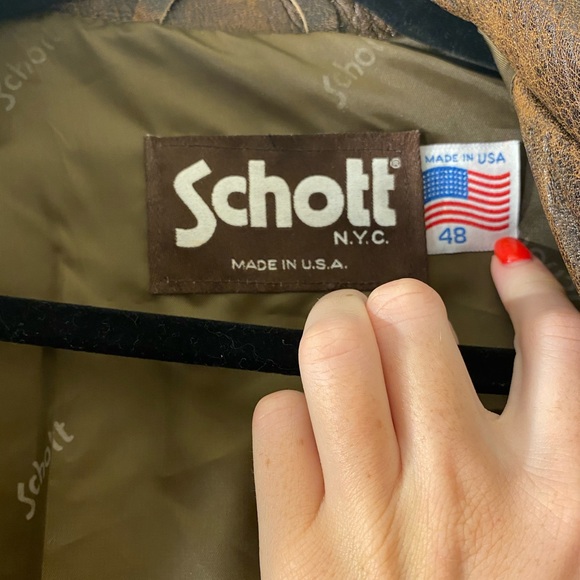 Schott
Schott
Schott®
N.Y.C.
MADE IN U.S.A.
MADE IN USA
48
Schott